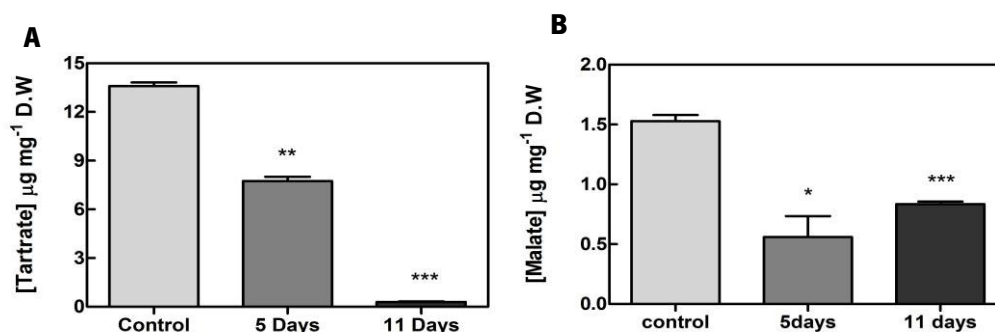 A
[Tartrate] μg mg⁻¹ D.W
15
12
9
6
3
0
**
***
Control 5 Days 11 Days
B
[Malate] μg mg⁻¹ D.W
2.0
1.5
1.0
0.5
0.0
*
***
control 5days 11 days